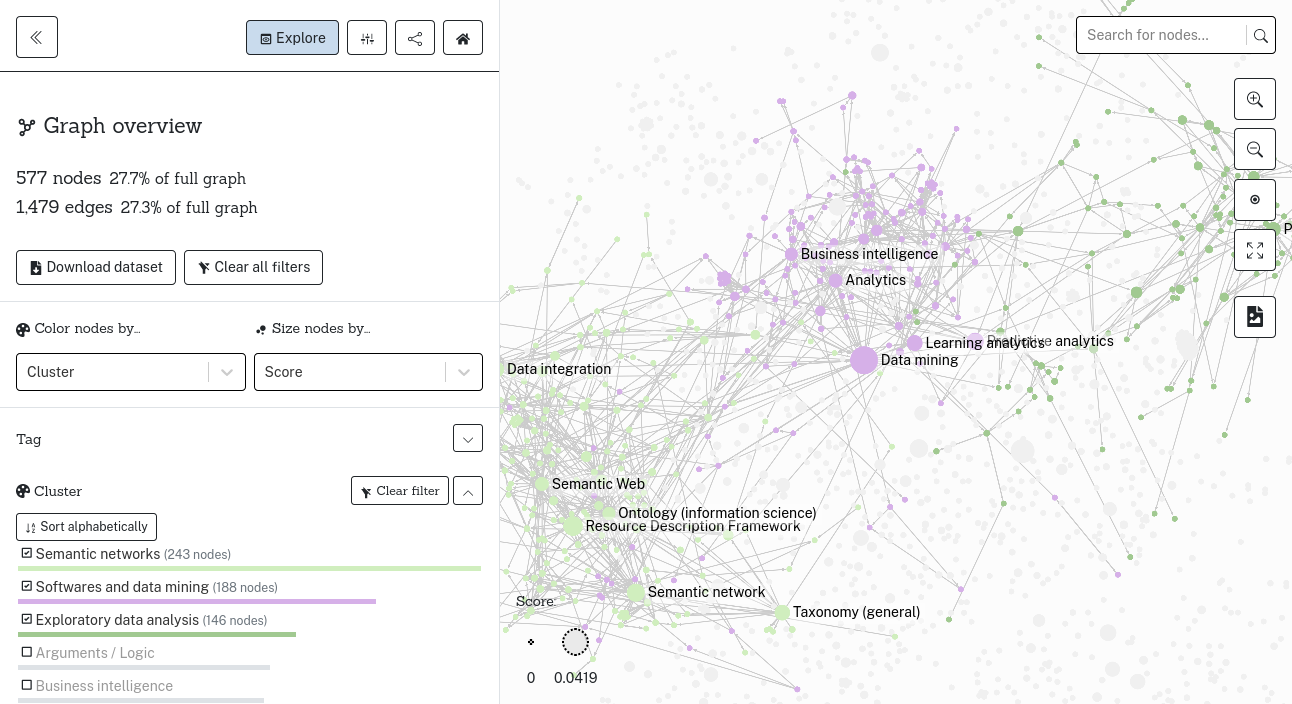 Explore
Graph overview
577 nodes 27.7% of full graph
1,479 edges 27.3% of full graph
Download dataset
Clear all filters
Color nodes by...
Size nodes by...
Cluster
Score
Tag
Cluster
Clear filter
Sort alphabetically
Semantic networks (243 nodes)
Softwares and data mining (188 nodes)
Exploratory data analysis (146 nodes)
Arguments / Logic
Business intelligence
Search for nodes...
P
Business intelligence
Analytics
Learning analytics
Predictive analytics
Data mining
Data integration
Semantic Web
Ontology (information science)
Resource Description Framework
Semantic network
Taxonomy (general)
Score:
0
0.0419